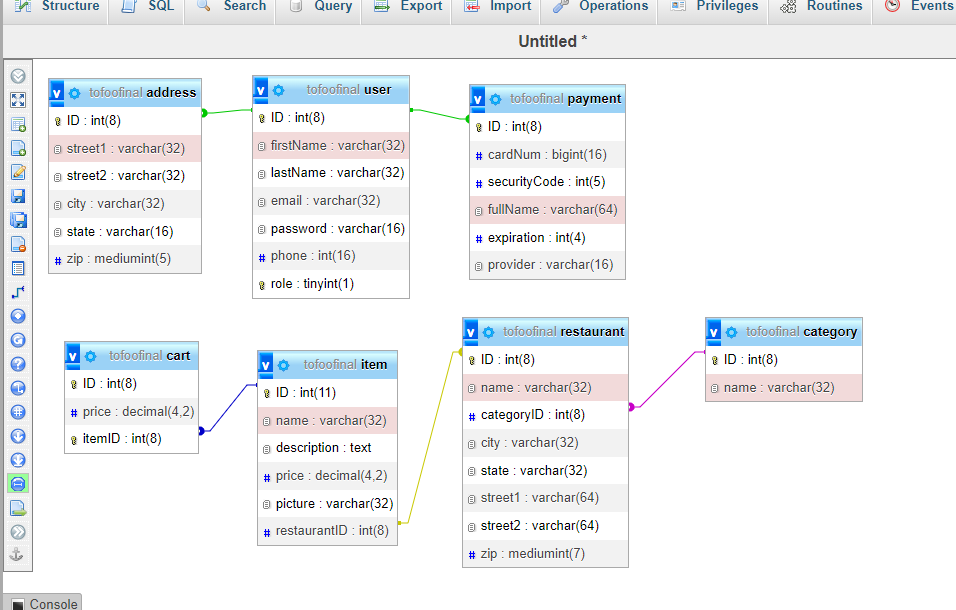 Structure SQL Search Query Export Import Operations Privileges Routines Events
Untitled *
v tofoofinal address
ID : int(8)
street1 : varchar(32)
street2 : varchar(32)
city : varchar(32)
state : varchar(16)
# zip : mediumint(5)
v tofoofinal user
ID : int(8)
firstName : varchar(32)
lastName : varchar(32)
email : varchar(32)
password : varchar(16)
# phone : int(16)
role : tinyint(1)
v tofoofinal payment
ID : int(8)
# cardNum : bigint(16)
# securityCode : int(5)
fullName : varchar(64)
# expiration : int(4)
provider : varchar(16)
v tofoofinal cart
ID : int(8)
# price : decimal(4,2)
itemID : int(8)
v tofoofinal item
ID : int(11)
name : varchar(32)
description : text
# price : decimal(4,2)
picture : varchar(32)
# restaurantID : int(8)
v tofoofinal restaurant
ID : int(8)
name : varchar(32)
# categoryID : int(8)
city : varchar(32)
state : varchar(32)
street1 : varchar(64)
street2 : varchar(64)
# zip : mediumint(7)
v tofoofinal category
ID : int(8)
name : varchar(32)
Console